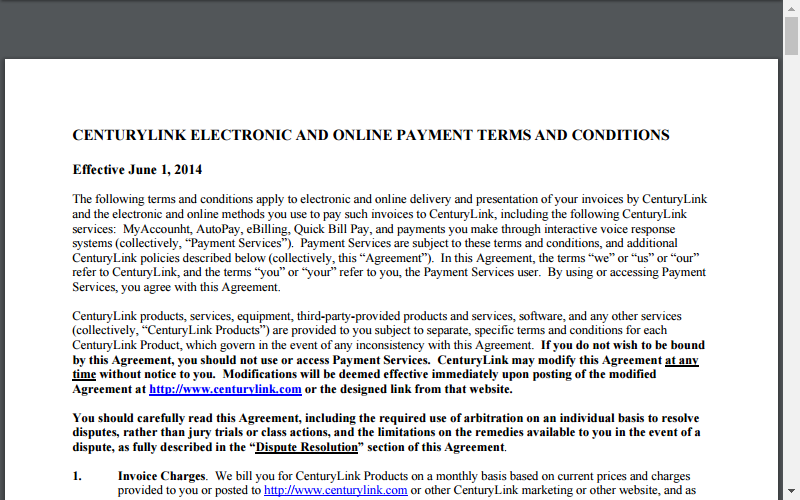 CENTURYLINK ELECTRONIC AND ONLINE PAYMENT TERMS AND CONDITIONS
Effective June 1, 2014
The following terms and conditions apply to electronic and online delivery and presentation of your invoices by CenturyLink
and the electronic and online methods you use to pay such invoices to CenturyLink, including the following CenturyLink
services:  MyAccounht, AutoPay, eBilling, Quick Bill Pay, and payments you make through interactive voice response
systems (collectively, “Payment Services”).  Payment Services are subject to these terms and conditions, and additional
CenturyLink policies described below (collectively, this “Agreement”).  In this Agreement, the terms “we” or “us” or “our”
refer to CenturyLink, and the terms “you” or “your” refer to you, the Payment Services user.  By using or accessing Payment
Services, you agree with this Agreement.
CenturyLink products, services, equipment, third-party-provided products and services, software, and any other services
(collectively, “CenturyLink Products”) are provided to you subject to separate, specific terms and conditions for each
CenturyLink Product, which govern in the event of any inconsistency with this Agreement.  If you do not wish to be bound
by this Agreement, you should not use or access Payment Services.  CenturyLink may modify this Agreement at any
time without notice to you.  Modifications will be deemed effective immediately upon posting of the modified
Agreement at http://www.centurylink.com or the designed link from that website.
You should carefully read this Agreement, including the required use of arbitration on an individual basis to resolve
disputes, rather than jury trials or class actions, and the limitations on the remedies available to you in the event of a
dispute, as fully described in the “Dispute Resolution” section of this Agreement.
1. Invoice Charges.  We bill you for CenturyLink Products on a monthly basis based on current prices and charges
provided to you or posted to http://www.centurylink.com or other CenturyLink marketing or other website, and as